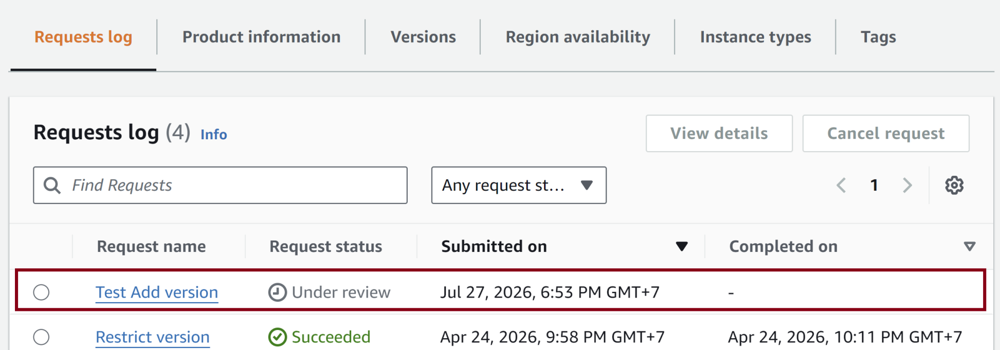 Requests log
Product information
Versions
Region availability
Instance types
Tags
Requests log (4) Info
View details
Cancel request
Find Requests
Any request st...
1
Request name
Request status
Submitted on
Completed on
Test Add version
Under review
Jul 27, 2026, 6:53 PM GMT+7
-
Restrict version
Succeeded
Apr 24, 2026, 9:58 PM GMT+7
Apr 24, 2026, 10:11 PM GMT+7